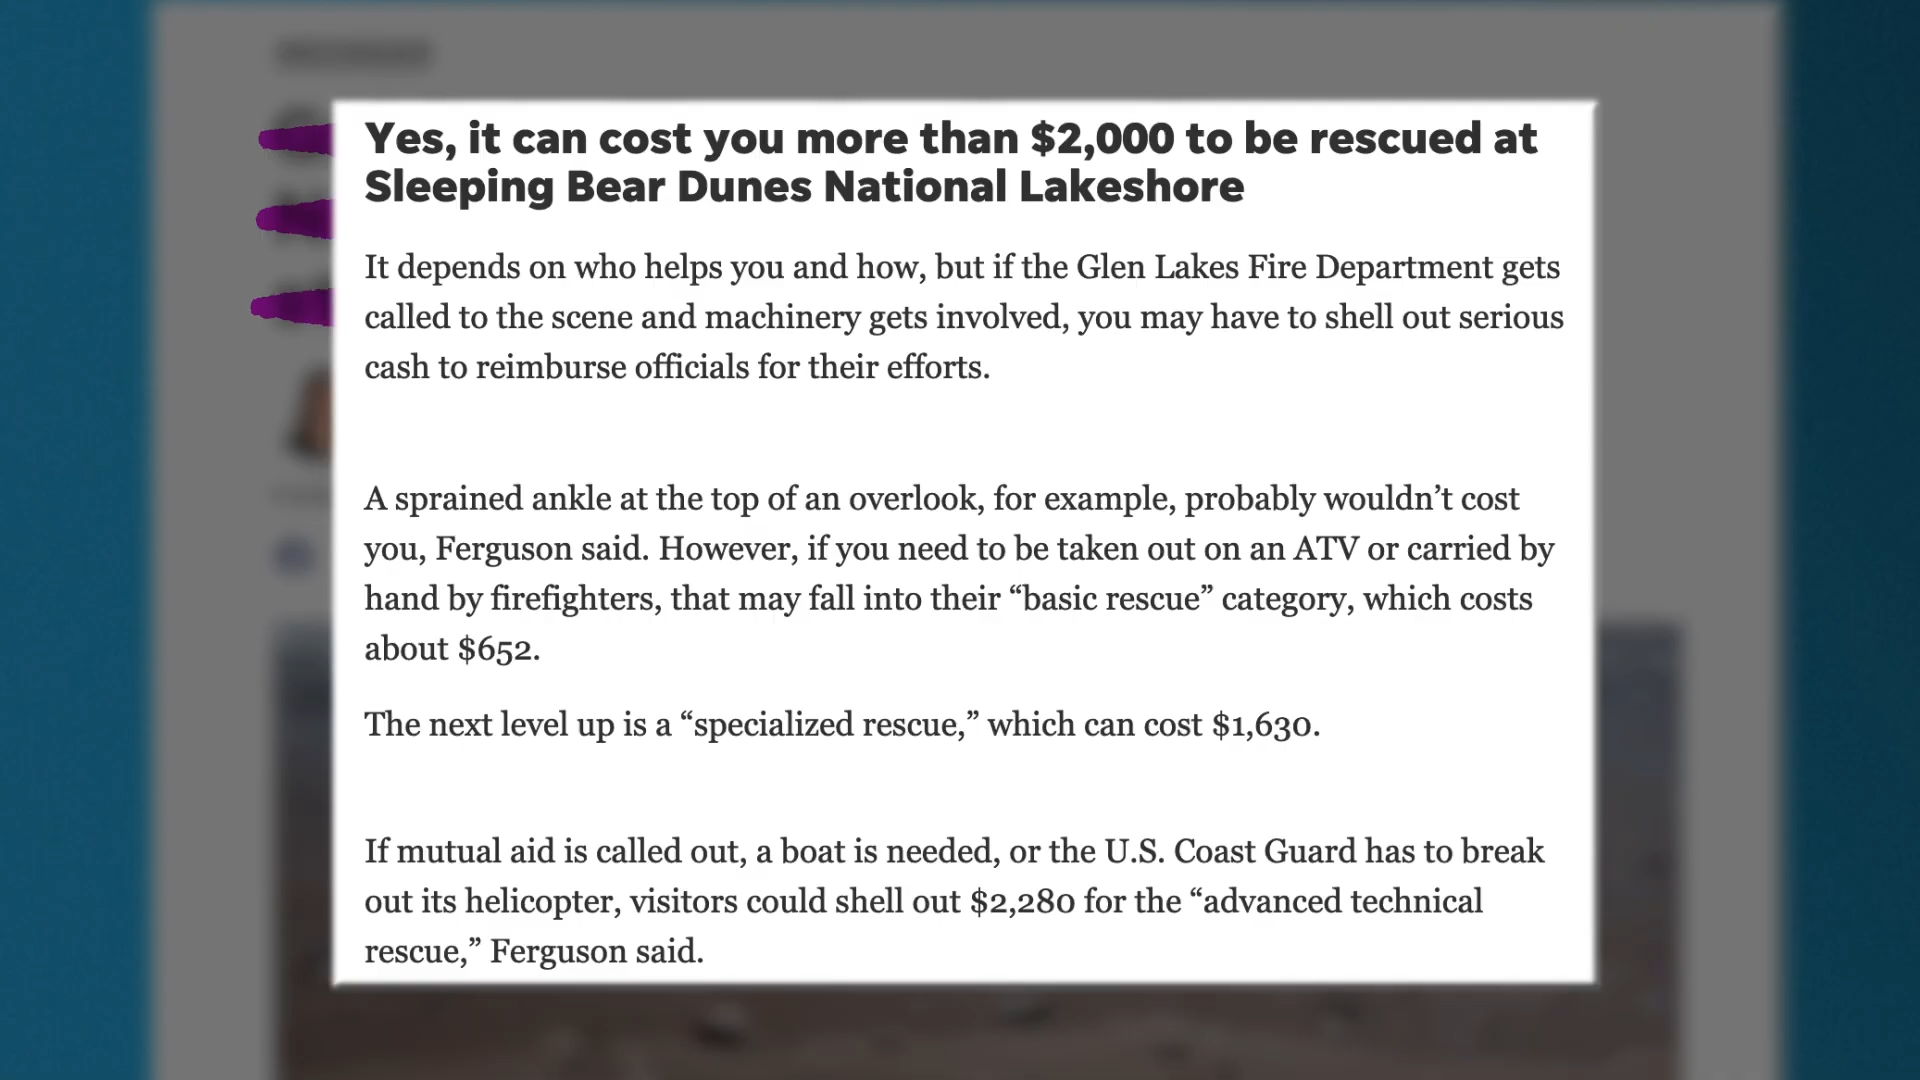 Yes, it can cost you more than $2,000 to be rescued at
Sleeping Bear Dunes National Lakeshore
It depends on who helps you and how, but if the Glen Lakes Fire Department gets
called to the scene and machinery gets involved, you may have to shell out serious
cash to reimburse officials for their efforts.
A sprained ankle at the top of an overlook, for example, probably wouldn’t cost
you, Ferguson said. However, if you need to be taken out on an ATV or carried by
hand by firefighters, that may fall into their “basic rescue” category, which costs
about $652.
The next level up is a “specialized rescue,” which can cost $1,630.
If mutual aid is called out, a boat is needed, or the U.S. Coast Guard has to break
out its helicopter, visitors could shell out $2,280 for the “advanced technical
rescue,” Ferguson said.